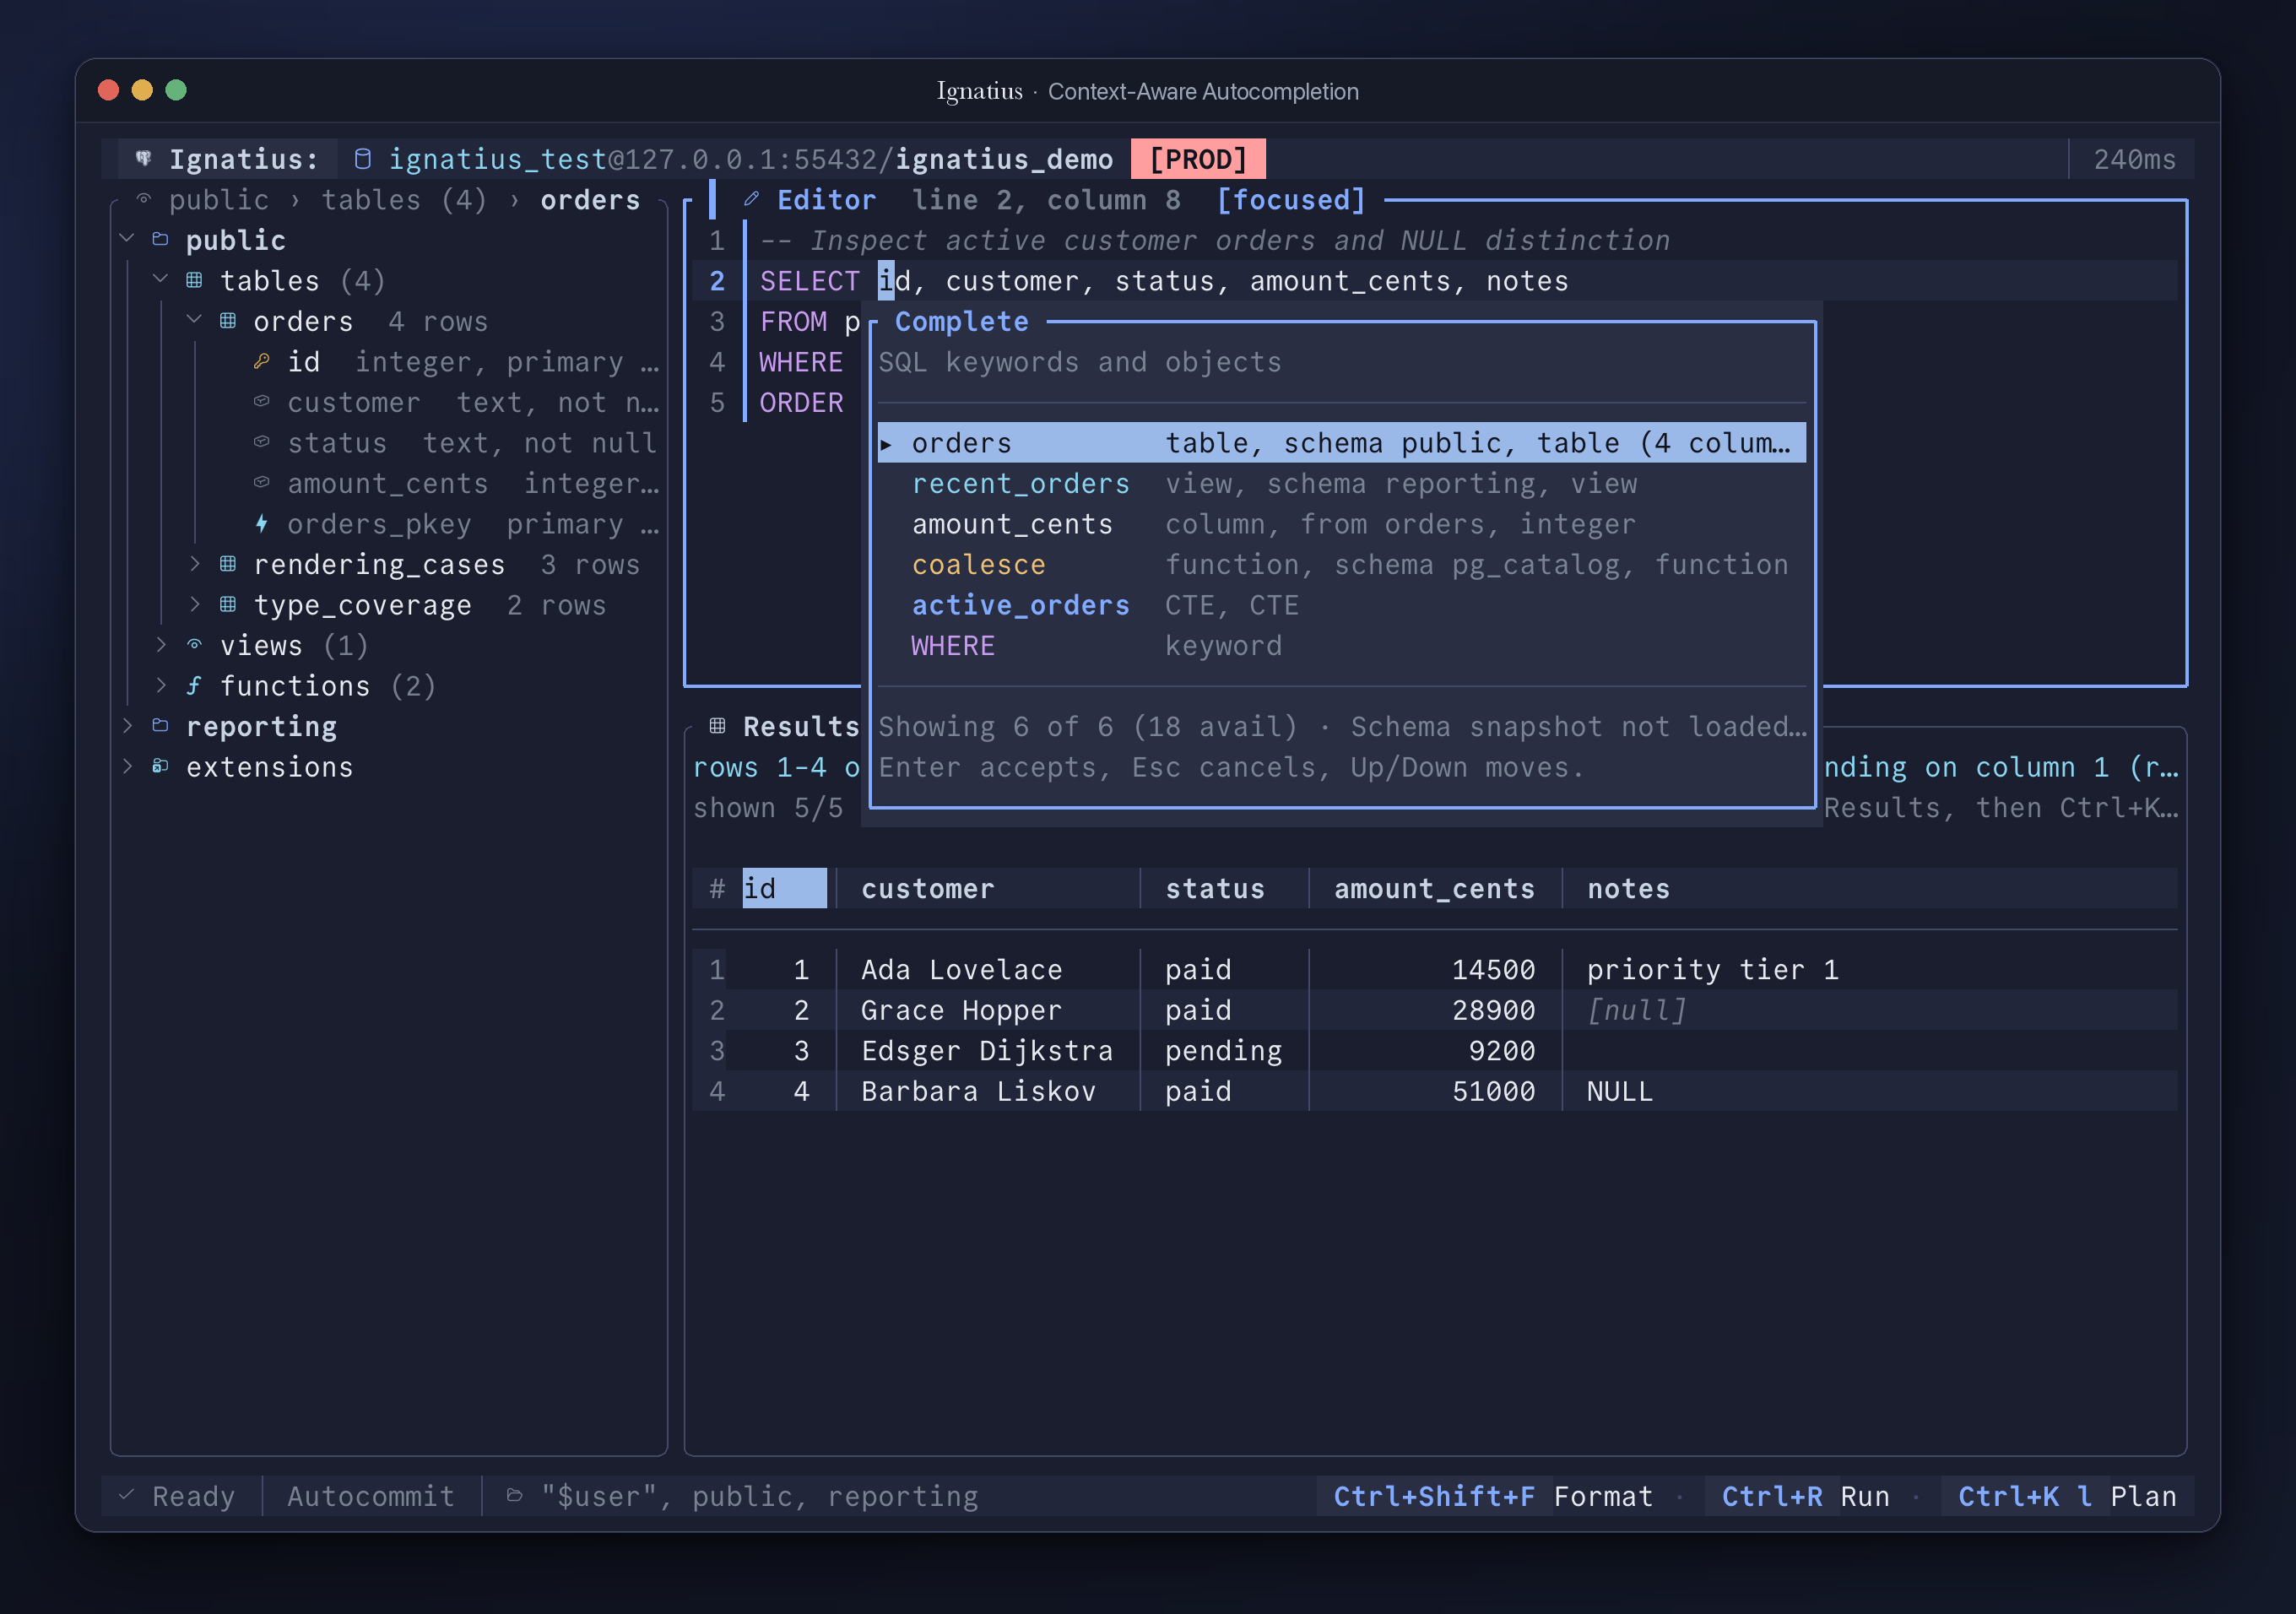 Ignatius · Context-Aware Autocompletion
Ignatius: ignatius_test@127.0.0.1:55432/ignatius_demo [PROD] 240ms
public › tables (4) › orders
public
tables (4)
orders 4 rows
id integer, primary …
customer text, not n…
status text, not null
amount_cents integer…
orders_pkey primary …
rendering_cases 3 rows
type_coverage 2 rows
views (1)
functions (2)
reporting
extensions
Editor line 2, column 8 [focused]
1 -- Inspect active customer orders and NULL distinction
2 SELECT id, customer, status, amount_cents, notes
3 FROM p
4 WHERE
5 ORDER
Complete
SQL keywords and objects
▸ orders table, schema public, table (4 colum…
recent_orders view, schema reporting, view
amount_cents column, from orders, integer
coalesce function, schema pg_catalog, function
active_orders CTE, CTE
WHERE keyword
Showing 6 of 6 (18 avail) · Schema snapshot not loaded…
Enter accepts, Esc cancels, Up/Down moves.
Results
rows 1–4 o nding on column 1 (r…
shown 5/5 Results, then Ctrl+K…
# id customer status amount_cents notes
1 1 Ada Lovelace paid 14500 priority tier 1
2 2 Grace Hopper paid 28900 [null]
3 3 Edsger Dijkstra pending 9200
4 4 Barbara Liskov paid 51000 NULL
Ready Autocommit "$user", public, reporting Ctrl+Shift+F Format · Ctrl+R Run · Ctrl+K l Plan